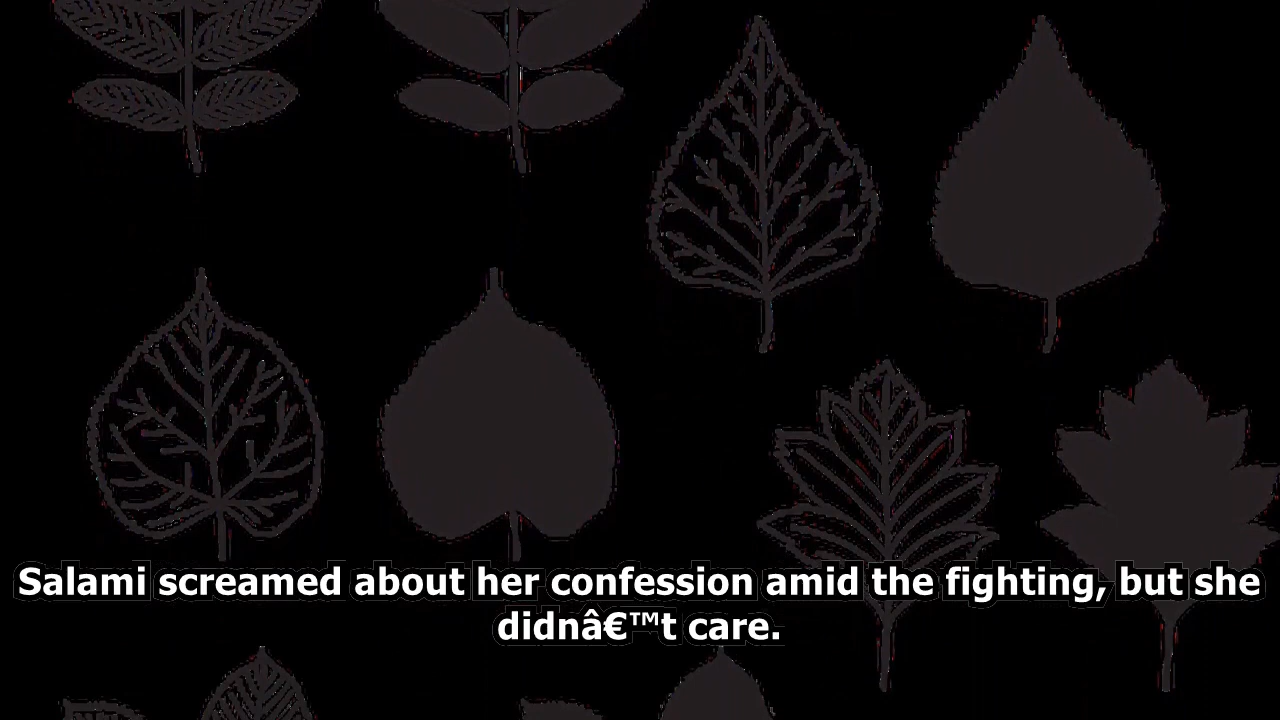 Salami screamed about her confession amid the fighting, but she
didnâ€™t care.